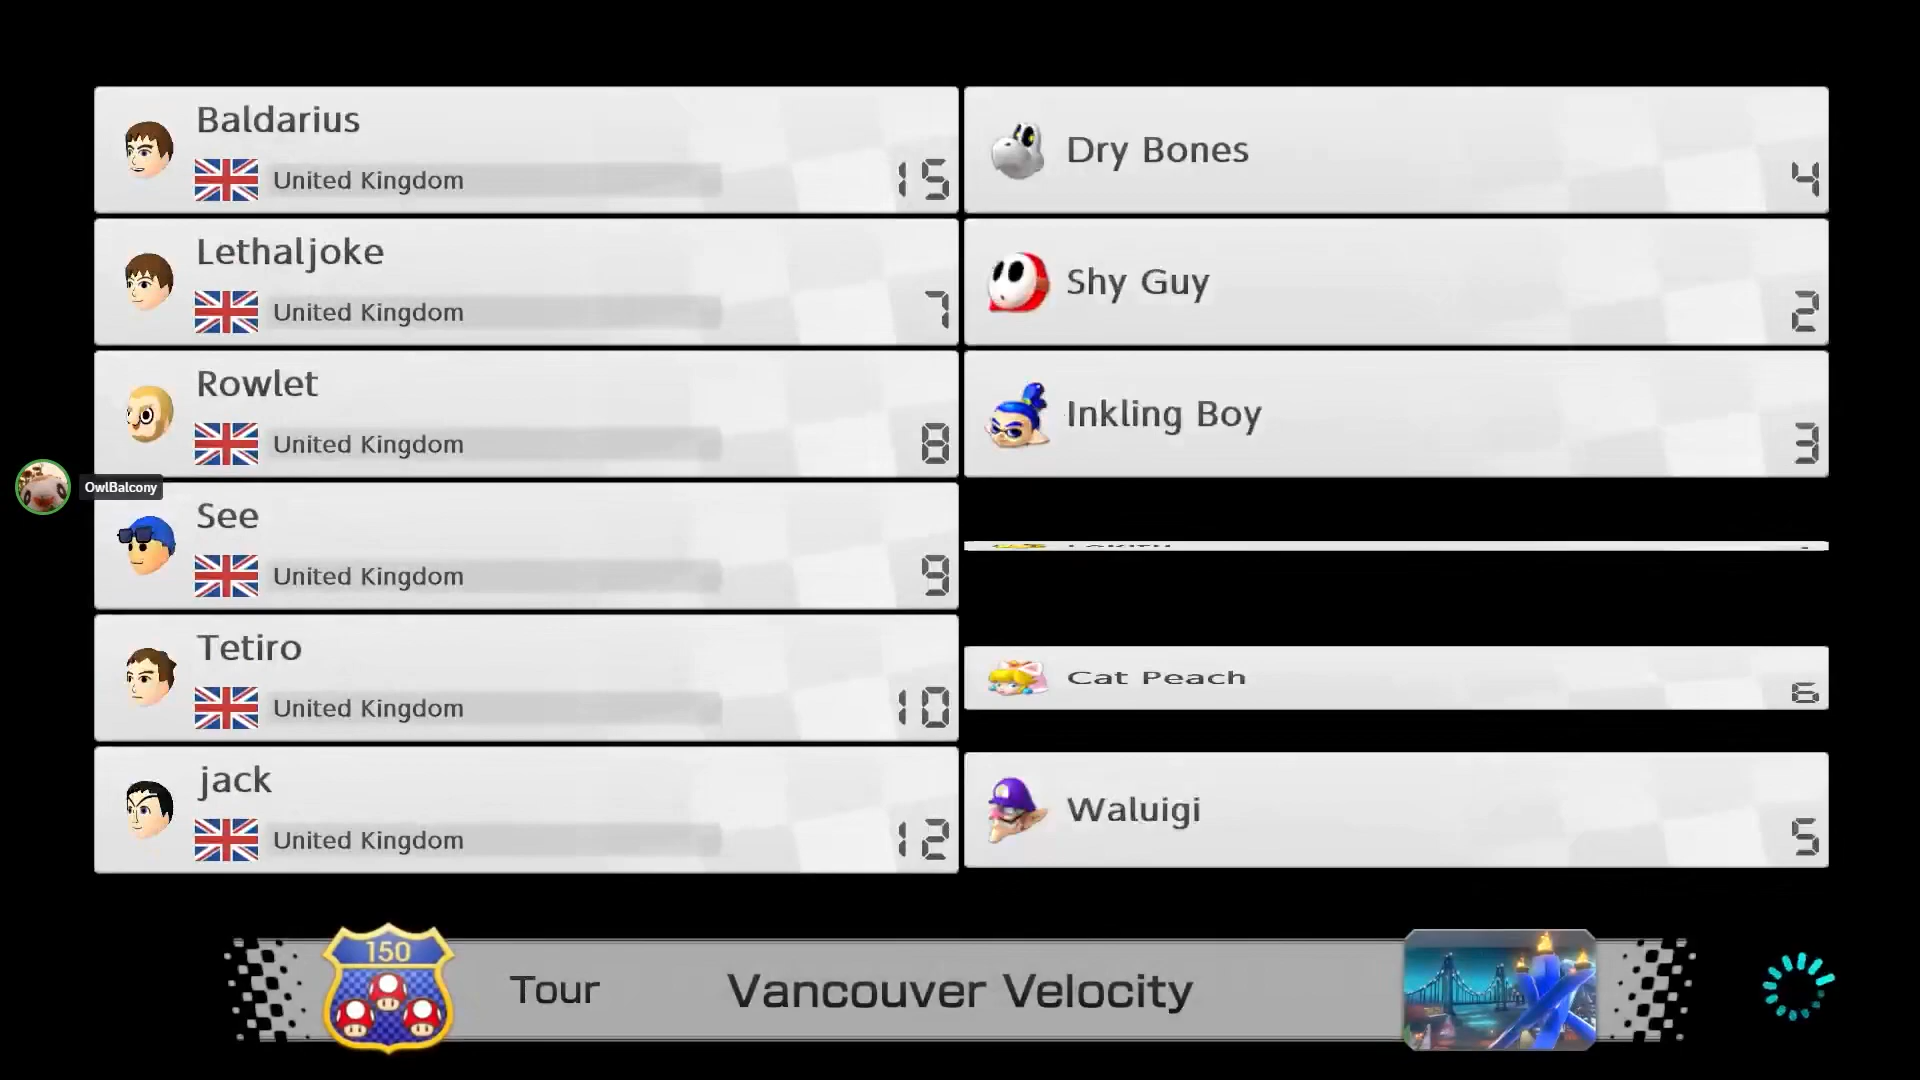 Baldarius
United Kingdom
15
Lethaljoke
United Kingdom
7
Rowlet
United Kingdom
8
OwlBalcony
See
United Kingdom
9
Tetiro
United Kingdom
10
jack
United Kingdom
12
Dry Bones
4
Shy Guy
2
Inkling Boy
3
Cat Peach
6
Waluigi
5
150
Tour
Vancouver Velocity